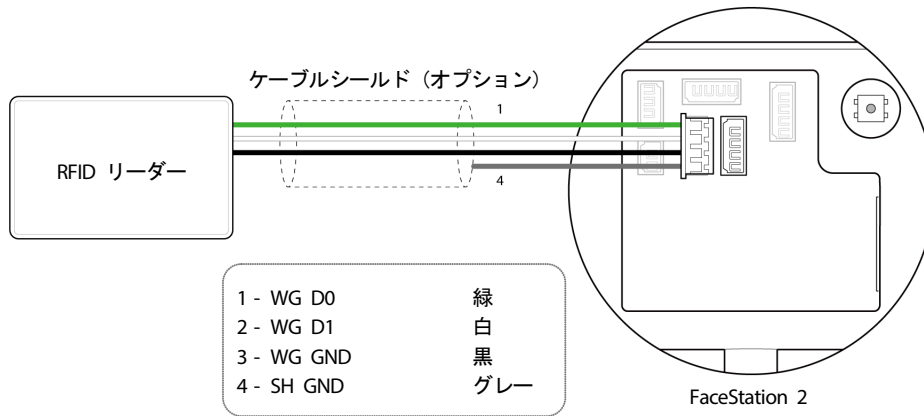 ケーブルシールド（オプション）
1
RFID リーダー
4
1 - WG D0 緑
2 - WG D1 白
3 - WG GND 黒
4 - SH GND グレー
FaceStation 2